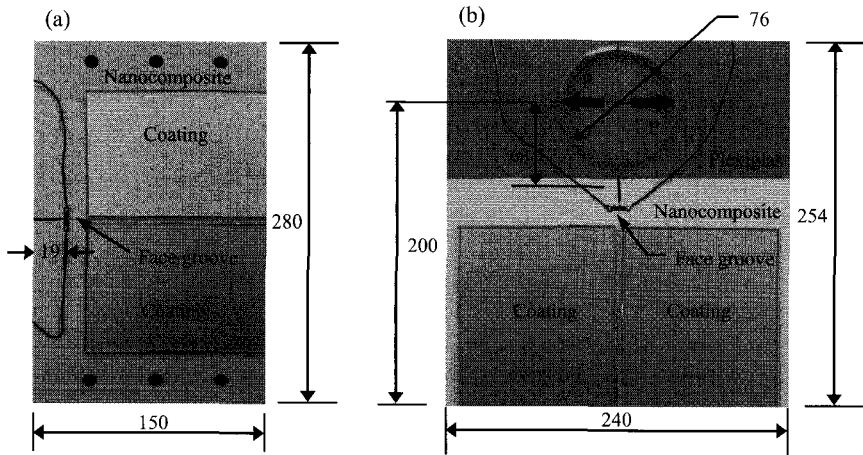 (a)
Nanocomposite
Coating
280
19
Face groove
Coating
150
(b)
76
P
P
Plexiglas
Nanocomposite
254
200
Face groove
Coating
Coating
240